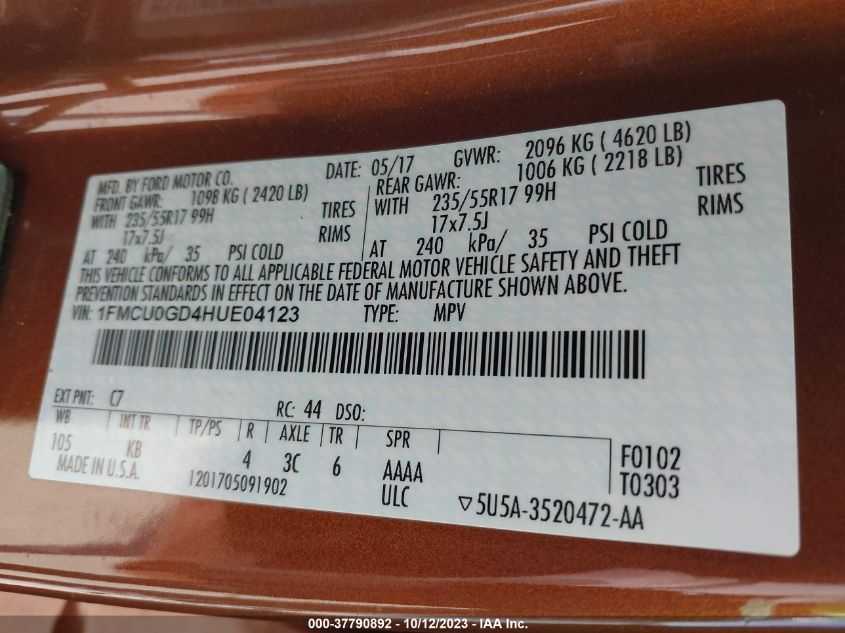 MFD. BY FORD MOTOR CO. DATE: 05/17 GVWR: 2096 KG ( 4620 LB)
FRONT GAWR: 1098 KG ( 2420 LB) REAR GAWR: 1006 KG ( 2218 LB)
WITH 235/55R17 99H TIRES WITH 235/55R17 99H TIRES
17x7.5J RIMS 17x7.5J RIMS
AT 240 kPa/ 35 PSI COLD AT 240 kPa/ 35 PSI COLD
THIS VEHICLE CONFORMS TO ALL APPLICABLE FEDERAL MOTOR VEHICLE SAFETY AND THEFT
PREVENTION STANDARDS IN EFFECT ON THE DATE OF MANUFACTURE SHOWN ABOVE.
VIN: 1FMCU0GD4HUE04123 TYPE: MPV
EXT PNT: C7 RC: 44 DSO:
WB INT TR TP/PS R AXLE TR SPR
105 KB 4 3C 6 AAAA F0102
MADE IN U.S.A. 1201705091902 ULC T0303
▽5U5A-3520472-AA
000-37790892 - 10/12/2023 - IAA Inc.